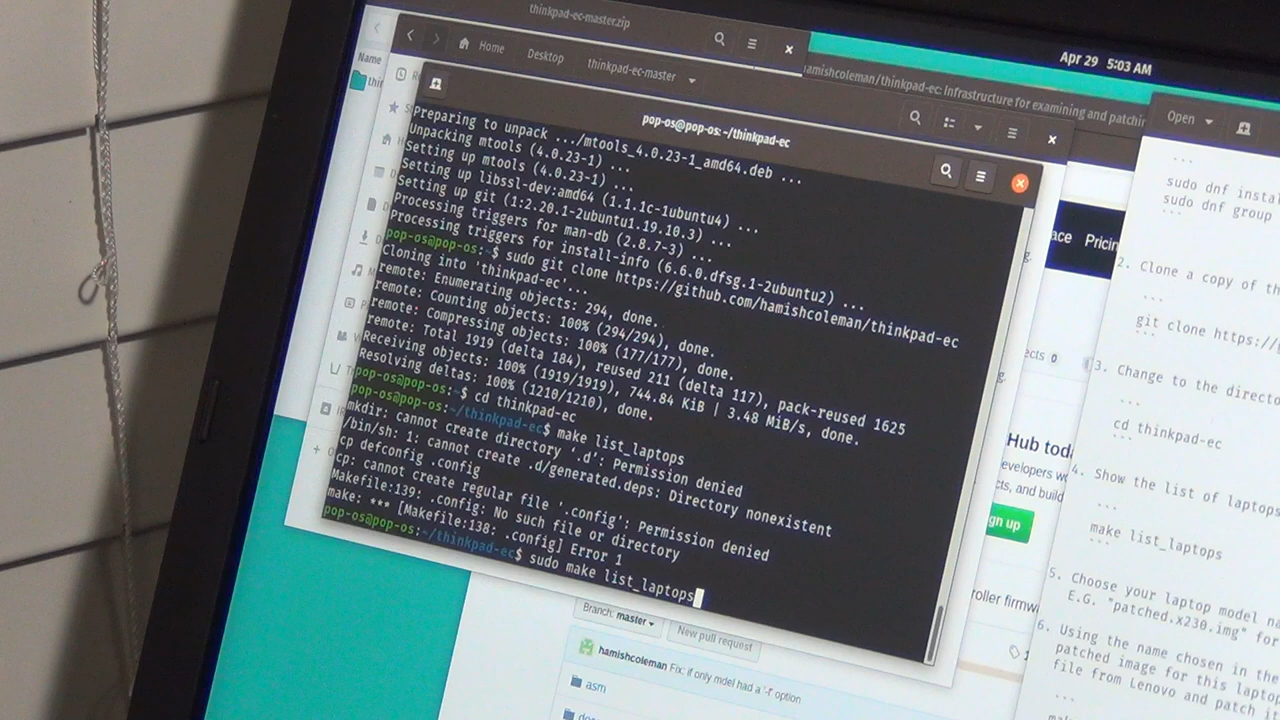 thinkpad-ec-master.zip
Apr 29 5:03 AM
Name
Home
Desktop
thinkpad-ec-master
hamishcoleman/thinkpad-ec: Infrastructure for examining and patchin
Open
pop-os@pop-os: ~/thinkpad-ec
Preparing to unpack .../mtools_4.0.23-1_amd64.deb ...
Unpacking mtools (4.0.23-1) ...
Setting up mtools (4.0.23-1) ...
Setting up libssl-dev:amd64 (1.1.1c-1ubuntu4) ...
Setting up git (1:2.20.1-2ubuntu1.19.10.3) ...
Processing triggers for man-db (2.8.7-3) ...
Processing triggers for install-info (6.6.0.dfsg.1-2ubuntu2) ...
pop-os@pop-os:~$ sudo git clone https://github.com/hamishcoleman/thinkpad-ec
Cloning into 'thinkpad-ec'...
remote: Enumerating objects: 294, done.
remote: Counting objects: 100% (294/294), done.
remote: Compressing objects: 100% (177/177), done.
remote: Total 1919 (delta 184), reused 211 (delta 117), pack-reused 1625
Receiving objects: 100% (1919/1919), 744.84 KiB | 3.48 MiB/s, done.
Resolving deltas: 100% (1210/1210), done.
pop-os@pop-os:~$ cd thinkpad-ec
pop-os@pop-os:~/thinkpad-ec$ make list_laptops
mkdir: cannot create directory '.d': Permission denied
/bin/sh: 1: cannot create .d/generated.deps: Directory nonexistent
cp defconfig .config
cp: cannot create regular file '.config': Permission denied
Makefile:139: .config: No such file or directory
make: *** [Makefile:138: .config] Error 1
pop-os@pop-os:~/thinkpad-ec$ sudo make list_laptops
ace Pricin
ects 0
Hub toda
evelopers wo
cts, and build
gn up
roller firmw
Branch: master
New pull request
hamishcoleman Fix: if only mdel had a '-f' option
asm
```
sudo dnf instal
sudo dnf group
```
2. Clone a copy of th
```
git clone https:/
```
3. Change to the directo
```
cd thinkpad-ec
```
4. Show the list of laptops
```
make list_laptops
```
5. Choose your laptop model na
E.G. "patched.x230.img" for
6. Using the name chosen in the
patched image for this laptop
file from Lenovo and patch it
```